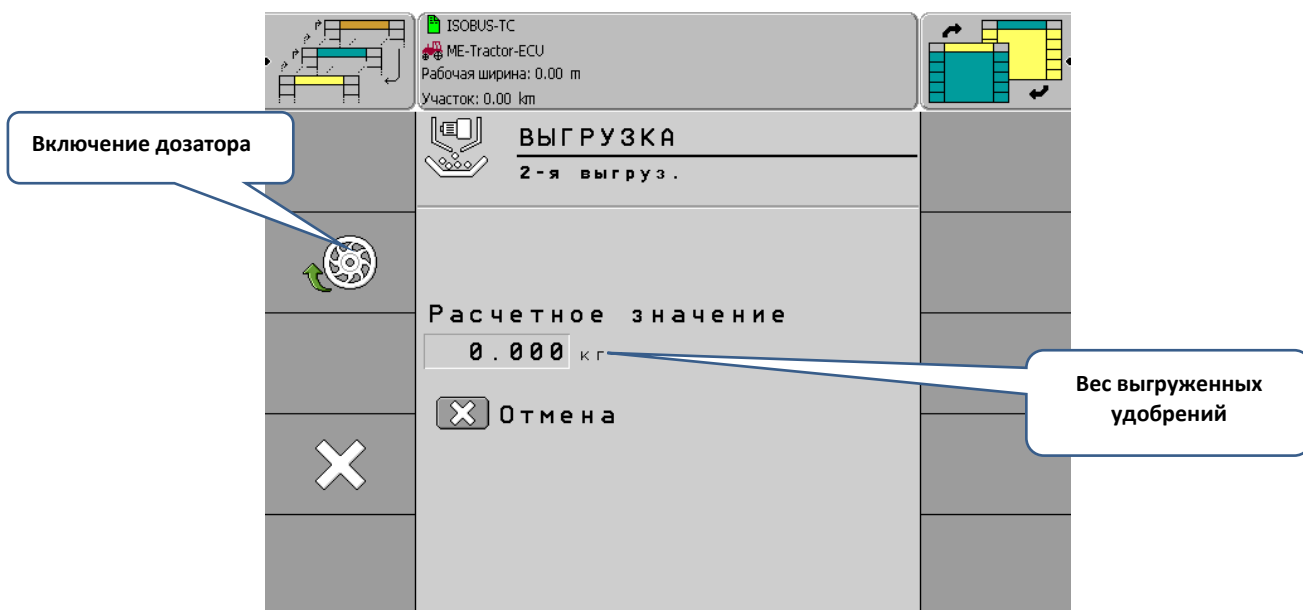 ISOBUS-TC
ME-Tractor-ECU
Рабочая ширина: 0.00 m
Участок: 0.00 km
Включение дозатора
ВЫГРУЗКА
2-я выгруз.
Расчетное значение
0.000 кг
Вес выгруженных
удобрений
Отмена